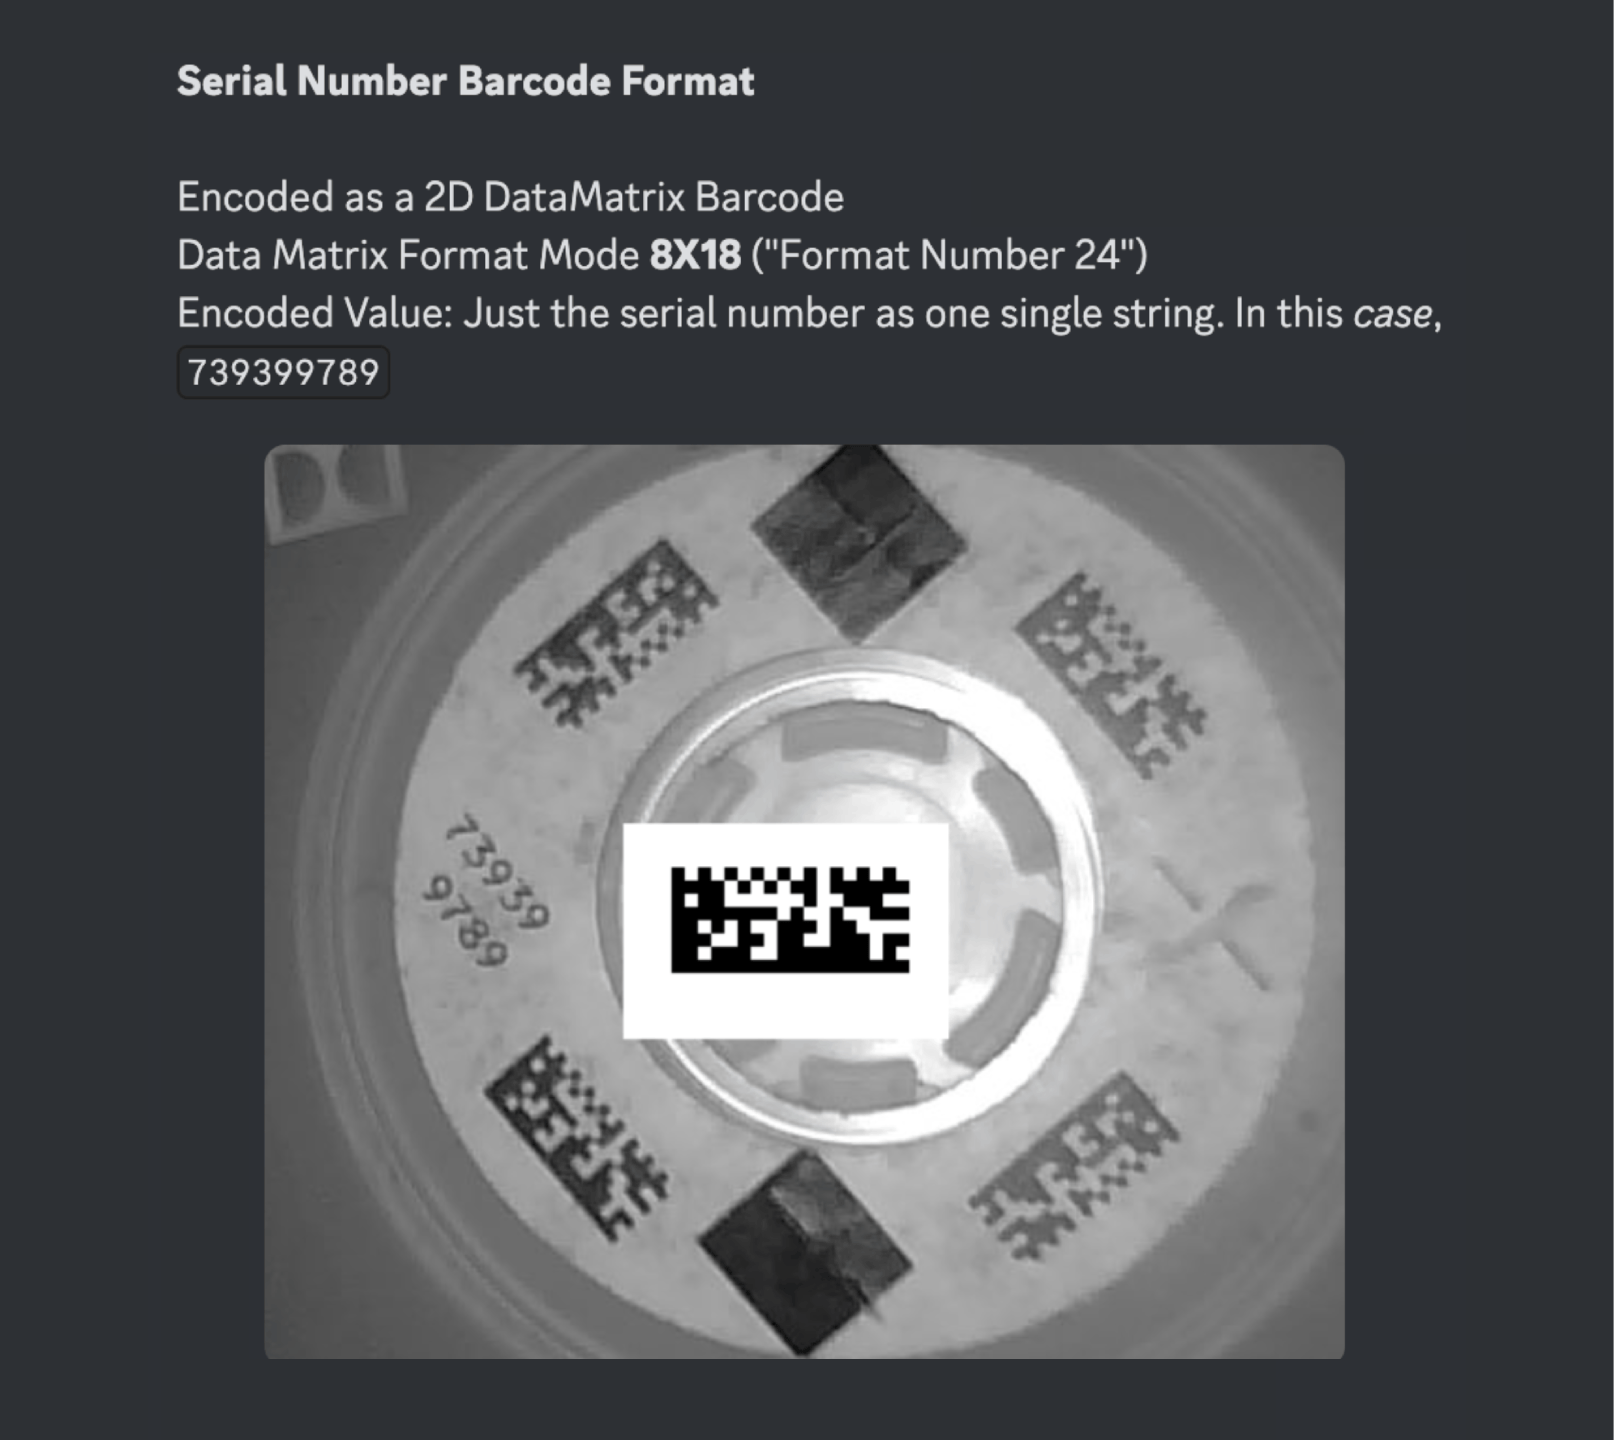 Serial Number Barcode Format
Encoded as a 2D DataMatrix Barcode
Data Matrix Format Mode 8X18 ("Format Number 24")
Encoded Value: Just the serial number as one single string. In this case,
739399789
73939
9789